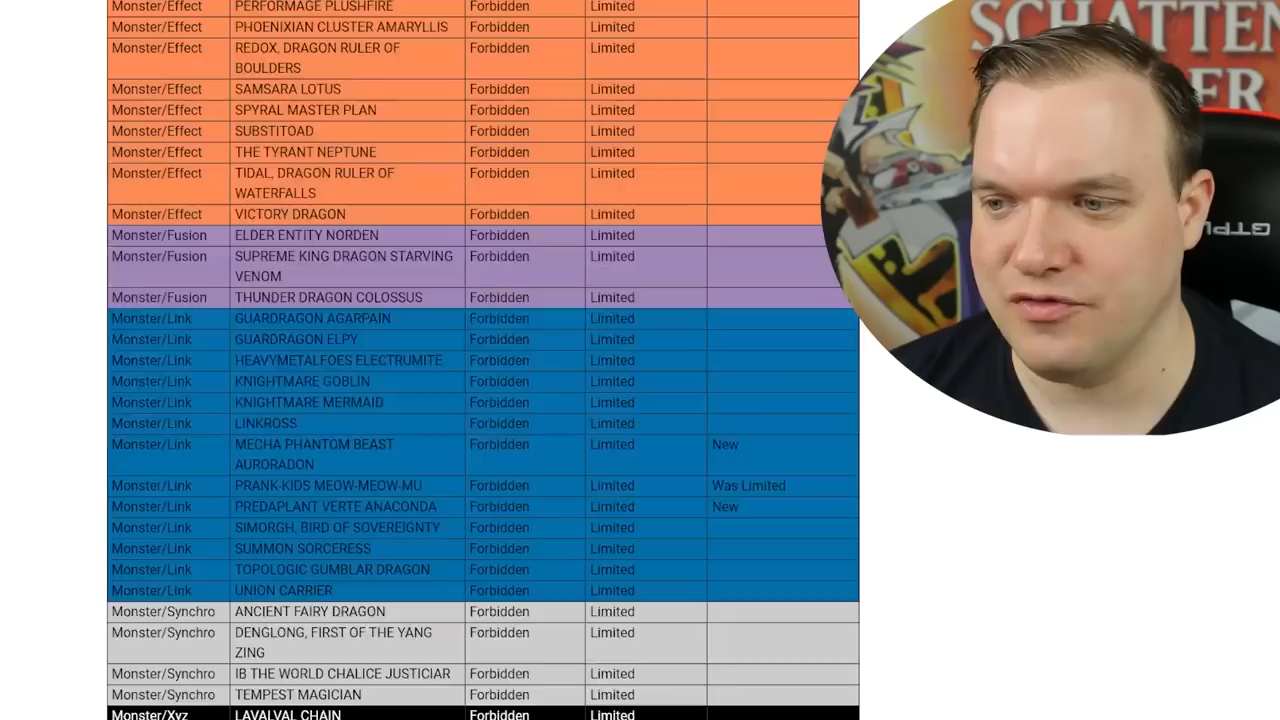 Monster/Effect PERFORMAGE PLUSHFIRE Forbidden Limited
Monster/Effect PHOENIXIAN CLUSTER AMARYLLIS Forbidden Limited
Monster/Effect REDOX, DRAGON RULER OF Forbidden Limited
BOULDERS
Monster/Effect SAMSARA LOTUS Forbidden Limited
Monster/Effect SPYRAL MASTER PLAN Forbidden Limited
Monster/Effect SUBSTITOAD Forbidden Limited
Monster/Effect THE TYRANT NEPTUNE Forbidden Limited
Monster/Effect TIDAL, DRAGON RULER OF Forbidden Limited
WATERFALLS
Monster/Effect VICTORY DRAGON Forbidden Limited
Monster/Fusion ELDER ENTITY NORDEN Forbidden Limited
Monster/Fusion SUPREME KING DRAGON STARVING Forbidden Limited
VENOM
Monster/Fusion THUNDER DRAGON COLOSSUS Forbidden Limited
Monster/Link GUARDRAGON AGARPAIN Forbidden Limited
Monster/Link GUARDRAGON ELPY Forbidden Limited
Monster/Link HEAVYMETALFOES ELECTRUMITE Forbidden Limited
Monster/Link KNIGHTMARE GOBLIN Forbidden Limited
Monster/Link KNIGHTMARE MERMAID Forbidden Limited
Monster/Link LINKROSS Forbidden Limited
Monster/Link MECHA PHANTOM BEAST Forbidden Limited New
AURORADON
Monster/Link PRANK-KIDS MEOW-MEOW-MU Forbidden Limited Was Limited
Monster/Link PREDAPLANT VERTE ANACONDA Forbidden Limited New
Monster/Link SIMORGH, BIRD OF SOVEREIGNTY Forbidden Limited
Monster/Link SUMMON SORCERESS Forbidden Limited
Monster/Link TOPOLOGIC GUMBLAR DRAGON Forbidden Limited
Monster/Link UNION CARRIER Forbidden Limited
Monster/Synchro ANCIENT FAIRY DRAGON Forbidden Limited
Monster/Synchro DENGLONG, FIRST OF THE YANG Forbidden Limited
ZING
Monster/Synchro IB THE WORLD CHALICE JUSTICIAR Forbidden Limited
Monster/Synchro TEMPEST MAGICIAN Forbidden Limited
Monster/Xyz LAVALVAL CHAIN Forbidden Limited
SCHATTEN